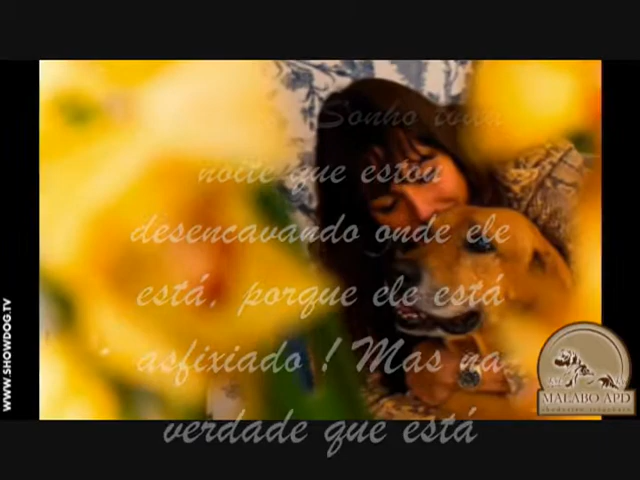 Sonho toda
noite que estou
desencavando onde ele
está, porque ele está
asfixiado ! Mas na
verdade que está
WWW.SHOWDOG.TV
MALABO APD